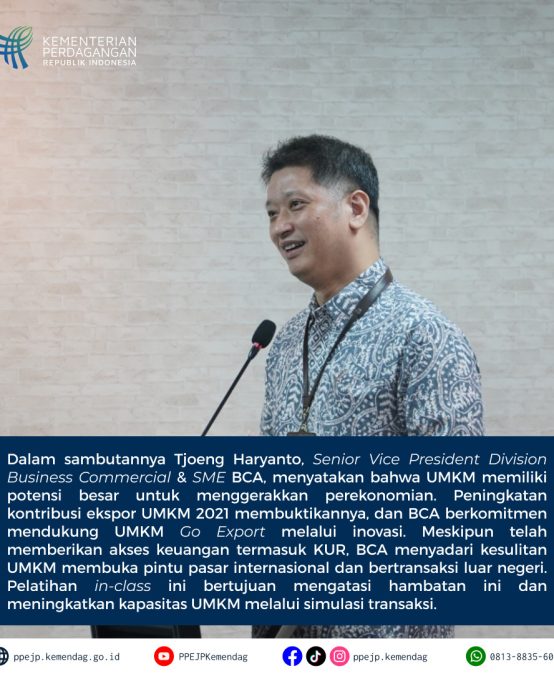 KEMENTERIAN
PERDAGANGAN
REPUBLIK INDONESIA
Dalam sambutannya Tjoeng Haryanto, Senior Vice President Division
Business Commercial & SME BCA, menyatakan bahwa UMKM memiliki
potensi besar untuk menggerakkan perekonomian. Peningkatan
kontribusi ekspor UMKM 2021 membuktikannya, dan BCA berkomitmen
mendukung UMKM Go Export melalui inovasi. Meskipun telah
memberikan akses keuangan termasuk KUR, BCA menyadari kesulitan
UMKM membuka pintu pasar internasional dan bertransaksi luar negeri.
Pelatihan in-class ini bertujuan mengatasi hambatan ini dan
meningkatkan kapasitas UMKM melalui simulasi transaksi.
ppejp.kemendag.go.id PPEJPKemendag ppejp.kemendag 0813-8835-60